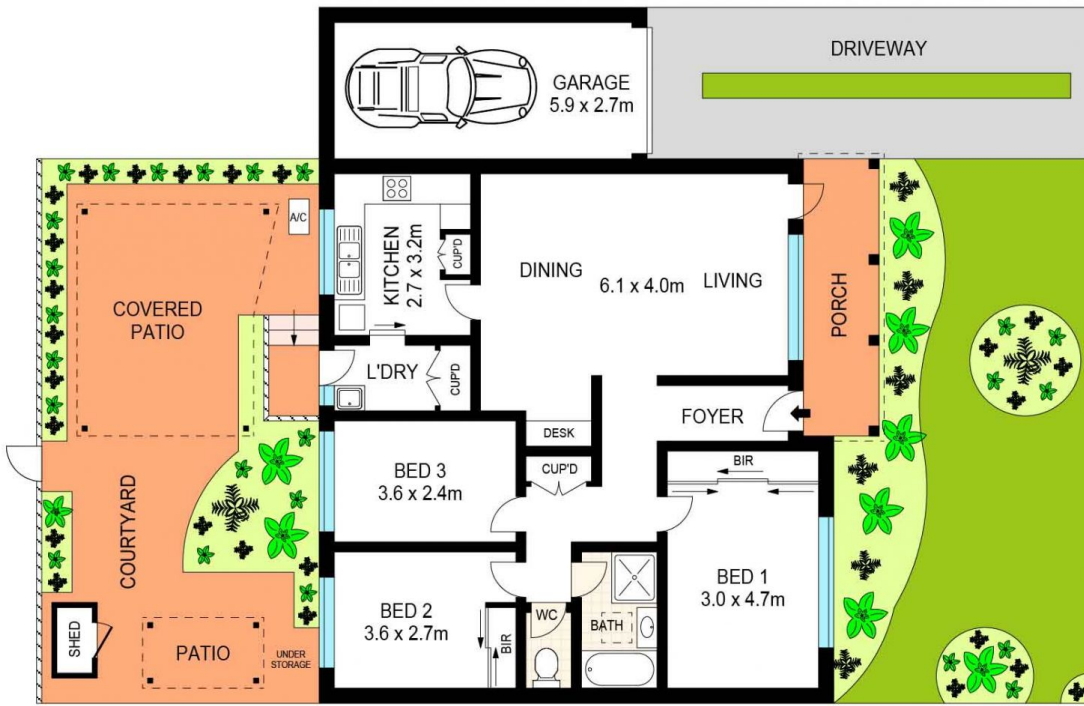 DRIVEWAY
GARAGE
5.9 x 2.7m
A/C
KITCHEN
2.7 x 3.2m
CUP'D
DINING
LIVING
6.1 x 4.0m
PORCH
COVERED
PATIO
L'DRY
CUP'D
FOYER
DESK
BED 3
3.6 x 2.4m
CUP'D
BIR
COURTYARD
BED 1
3.0 x 4.7m
BED 2
3.6 x 2.7m
BIR
WC
BATH
SHED
PATIO
UNDER
STORAGE